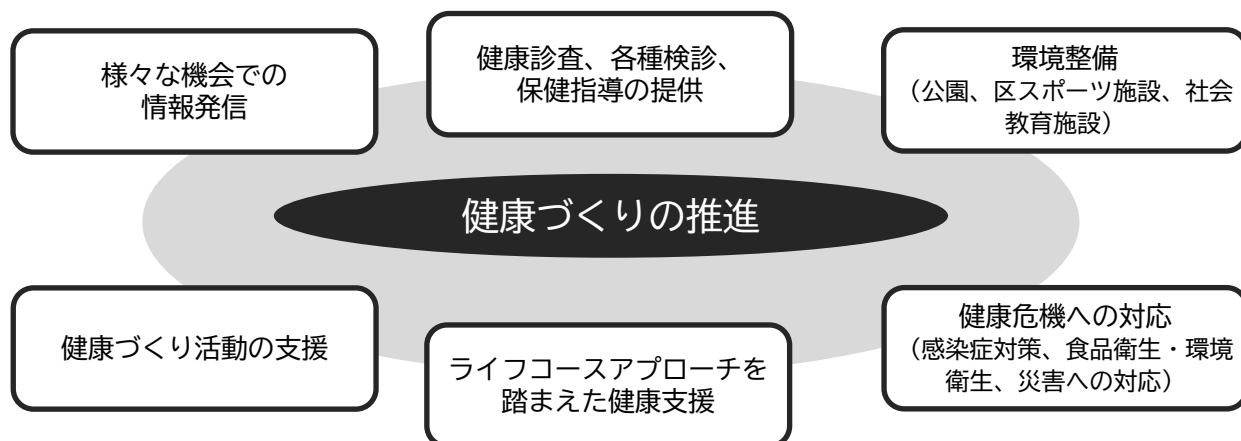 様々な機会での
情報発信
健康診査、各種検診、
保健指導の提供
環境整備
（公園、区スポーツ施設、社会
教育施設）
健康づくりの推進
健康づくり活動の支援
ライフコースアプローチを
踏まえた健康支援
健康危機への対応
（感染症対策、食品衛生・環境
衛生、災害への対応）